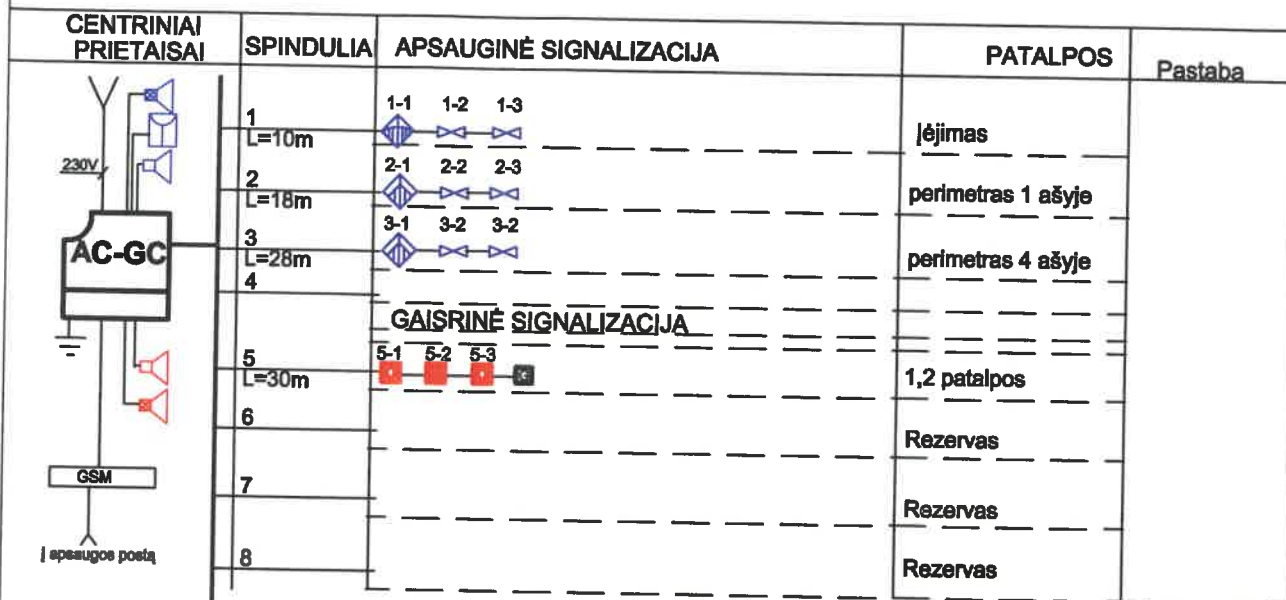 CENTRINIAI
PRIETAISAI
SPINDULIA
APSAUGINĖ SIGNALIZACIJA
PATALPOS
Pastaba
230V
AC-GC
GSM
Į apsaugos postą
1
L=10m
1-1 1-2 1-3
Įėjimas
2
L=18m
2-1 2-2 2-3
perimetras 1 ašyje
3
L=28m
3-1 3-2 3-2
perimetras 4 ašyje
4
GAISRINĖ SIGNALIZACIJA
5
L=30m
5-1 5-2 5-3
1,2 patalpos
6
Rezervas
7
Rezervas
8
Rezervas